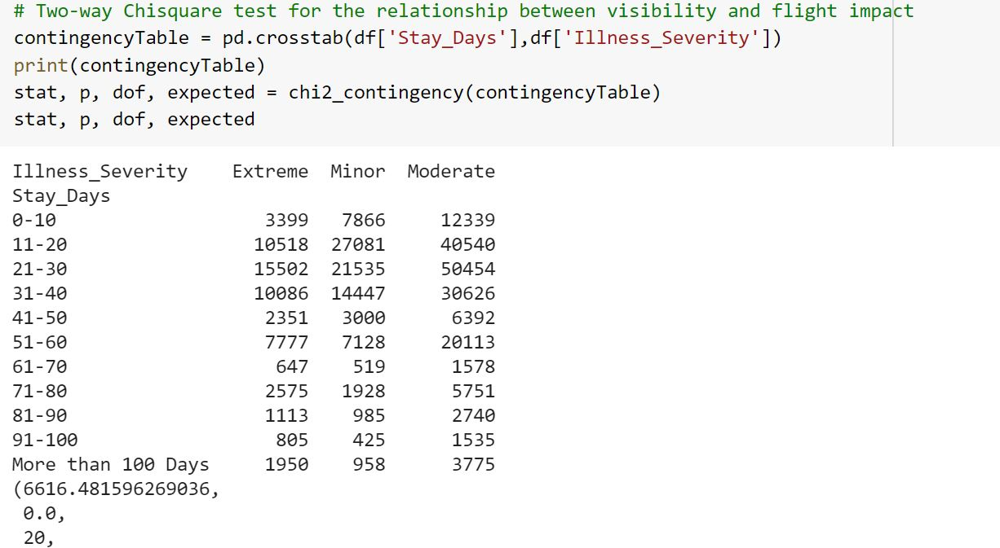 # Two-way Chisquare test for the relationship between visibility and flight impact
contingencyTable = pd.crosstab(df['Stay_Days'],df['Illness_Severity'])
print(contingencyTable)
stat, p, dof, expected = chi2_contingency(contingencyTable)
stat, p, dof, expected
Illness_Severity    Extreme  Minor  Moderate
Stay_Days
0-10                   3399   7866     12339
11-20                 10518  27081     40540
21-30                 15502  21535     50454
31-40                 10086  14447     30626
41-50                  2351   3000      6392
51-60                  7777   7128     20113
61-70                   647    519      1578
71-80                  2575   1928      5751
81-90                  1113    985      2740
91-100                  805    425      1535
More than 100 Days     1950    958      3775
(6616.481596269036,
 0.0,
 20,